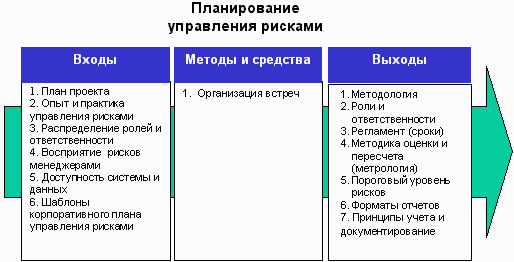 Планирование
управления рисками
Входы
1. План проекта
2. Опыт и практика
управления рисками
3. Распределение ролей и
ответственности
4. Восприятие рисков
менеджерами
5. Доступность системы и
данных
6. Шаблоны
корпоративного плана
управления рисками
Методы и средства
1. Организация встреч
Выходы
1. Методология
2. Роли и
ответственности
3. Регламент (сроки)
4. Методика оценки и
пересчета
(метрология)
5. Пороговый уровень
рисков
6. Форматы отчетов
7. Принципы учета и
документирование